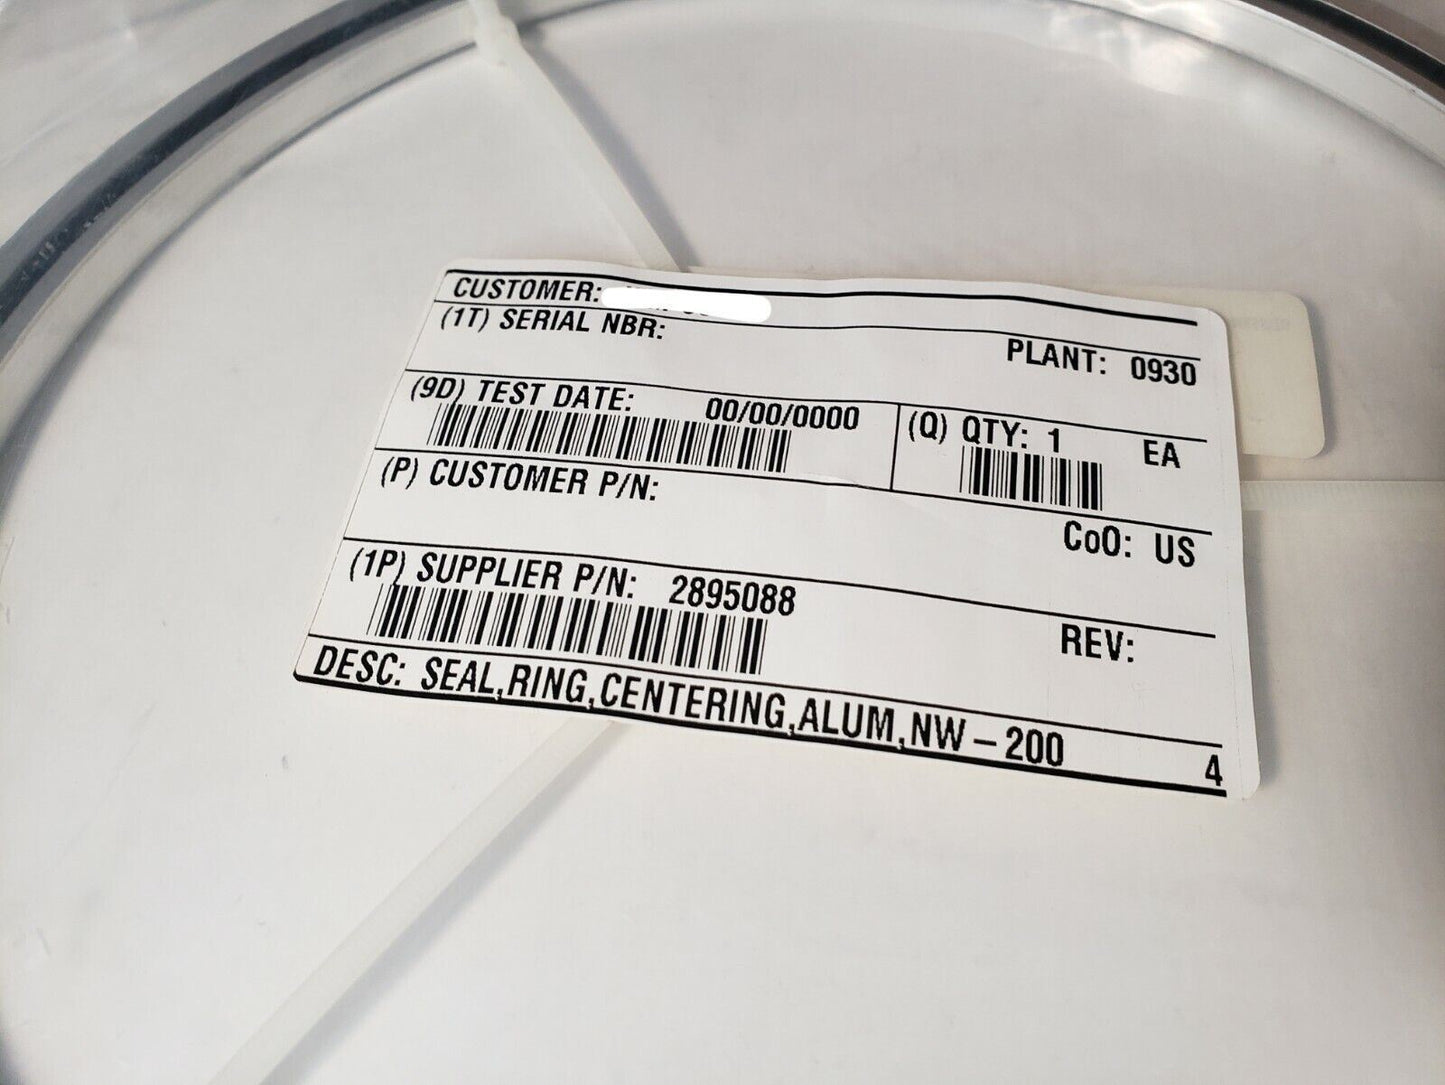 CUSTOMER:
(1T) SERIAL NBR:
PLANT: 0930
(9D) TEST DATE: 00/00/0000
(Q) QTY: 1 EA
(P) CUSTOMER P/N:
CoO: US
(1P) SUPPLIER P/N: 2895088
REV:
DESC: SEAL,RING,CENTERING,ALUM,NW-200
4